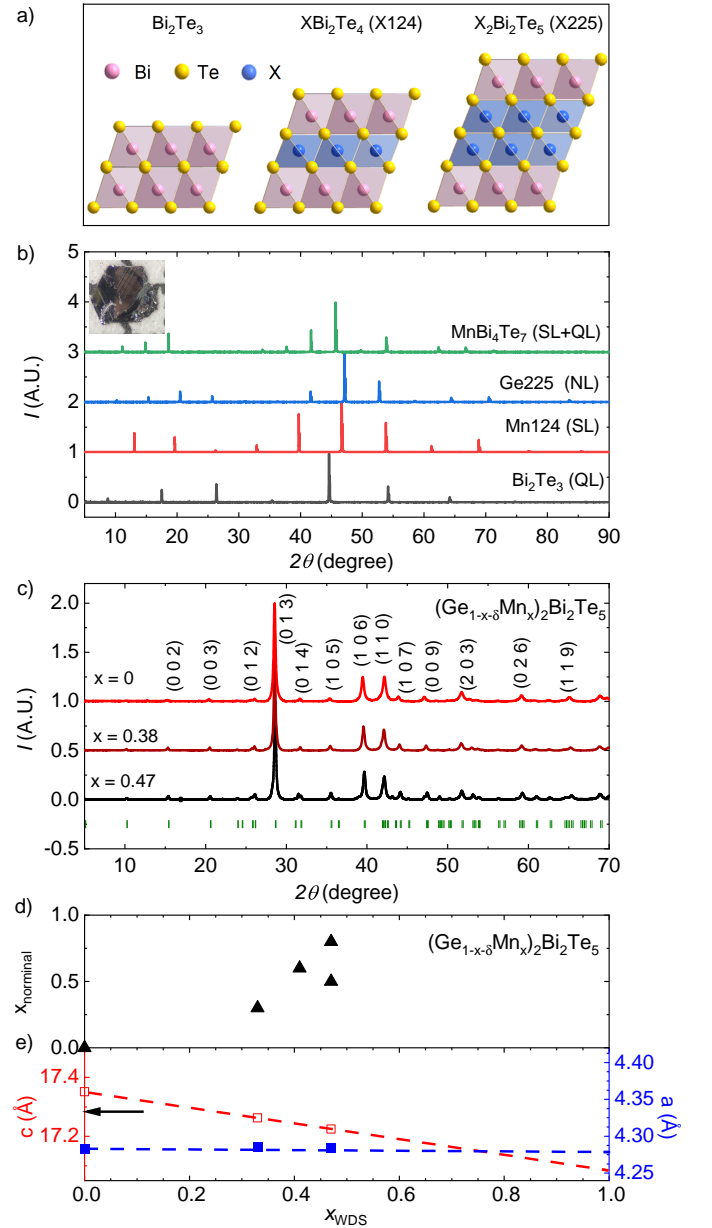 a)
Bi₂Te₃
XBi₂Te₄ (X124)
X₂Bi₂Te₅ (X225)
Bi
Te
X
b)
5
4
3
2
1
0
I (A.U.)
MnBi₄Te₇ (SL+QL)
Ge225 (NL)
Mn124 (SL)
Bi₂Te₃ (QL)
10 20 30 40 50 60 70 80 90
2θ (degree)
c)
2.0
1.5
1.0
0.5
0.0
-0.5
I (A.U.)
(Ge₁₋ₓ₋δMnₓ)₂Bi₂Te₅
x = 0
x = 0.38
x = 0.47
(0 0 2)
(0 0 3)
(0 1 2)
(0 1 3)
(0 1 4)
(1 0 5)
(1 0 6)
(1 1 0)
(1 0 7)
(0 0 9)
(2 0 3)
(0 2 6)
(1 1 9)
10 20 30 40 50 60 70
2θ (degree)
d)
1.0
0.5
0.0
xnorminal
(Ge₁₋ₓ₋δMnₓ)₂Bi₂Te₅
e)
17.4
17.2
c (Å)
4.40
4.35
4.30
4.25
a (Å)
0.0 0.2 0.4 0.6 0.8 1.0
xWDS